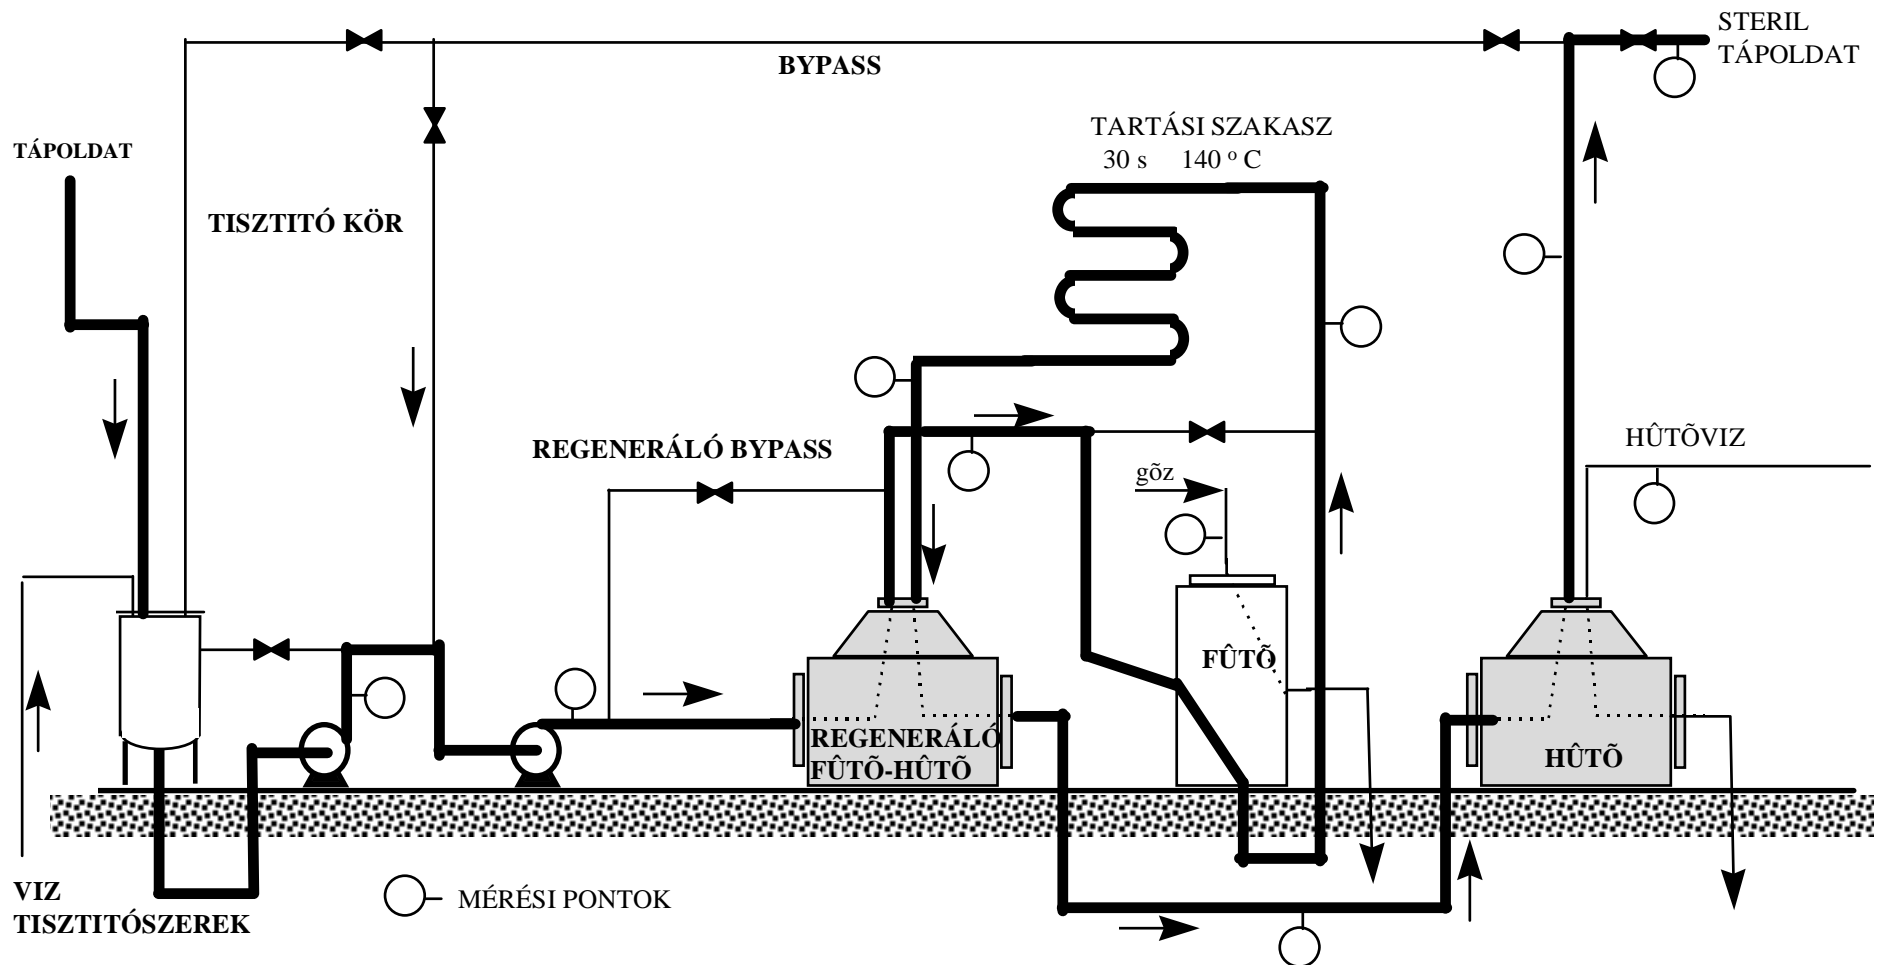 STERIL
TÁPOLDAT
BYPASS
TARTÁSI SZAKASZ
30 s 140 º C
TÁPOLDAT
TISZTITÓ KÖR
REGENERÁLÓ BYPASS
HÛTÕVIZ
gõz
FÛTÕ
REGENERÁLÓ
FÛTÕ-HÛTÕ
HÛTÕ
VIZ
TISZTITÓSZEREK
MÉRÉSI PONTOK